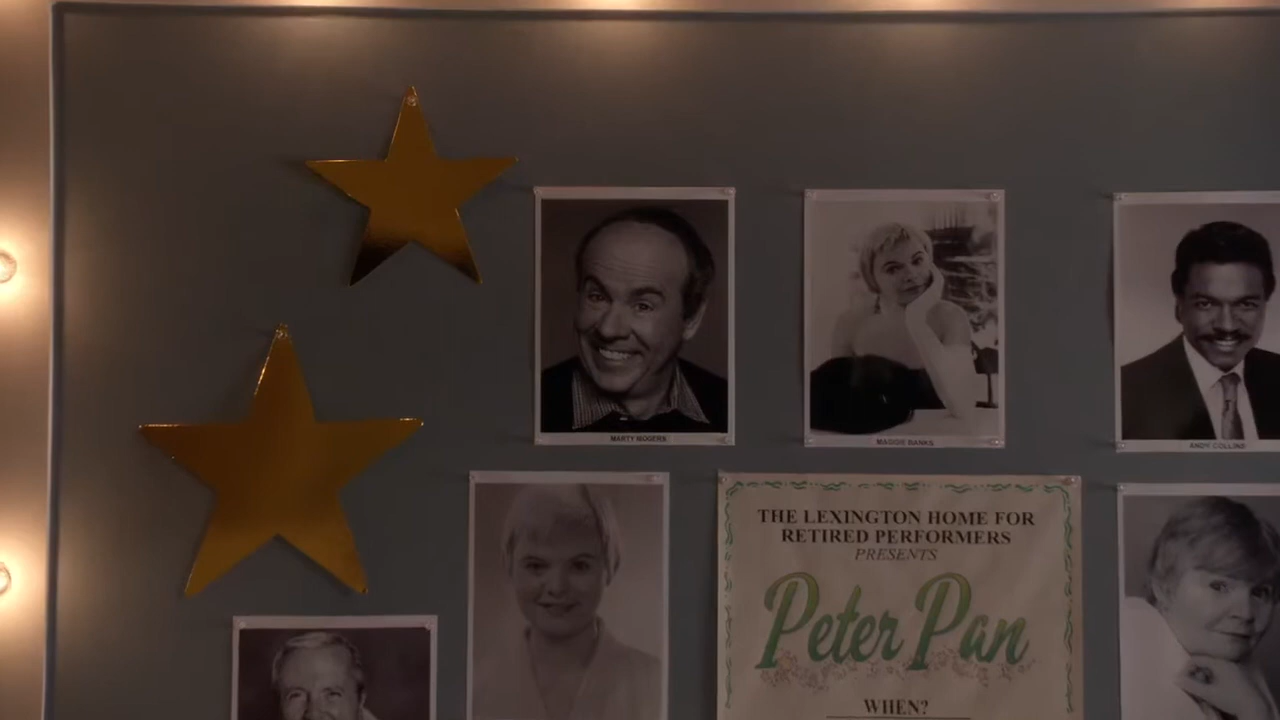 MARTY ROGERS
MAGGIE BANKS
ANDY COLLINS
THE LEXINGTON HOME FOR
RETIRED PERFORMERS
PRESENTS
Peter Pan
WHEN?